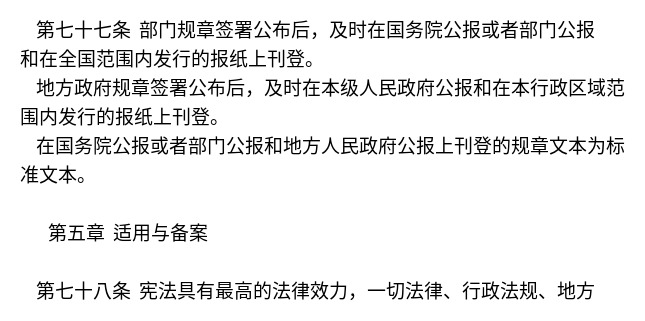 第七十七条 部门规章签署公布后，及时在国务院公报或者部门公报
和在全国范围内发行的报纸上刊登。
地方政府规章签署公布后，及时在本级人民政府公报和在本行政区域范
围内发行的报纸上刊登。
在国务院公报或者部门公报和地方人民政府公报上刊登的规章文本为标
准文本。
第五章 适用与备案
第七十八条 宪法具有最高的法律效力，一切法律、行政法规、地方